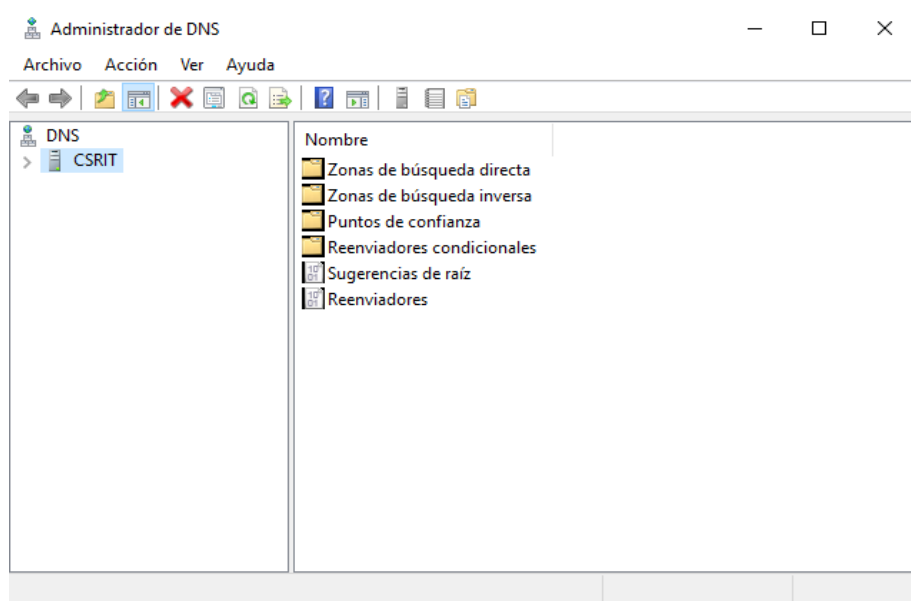 Administrador de DNS
Archivo Acción Ver Ayuda
DNS
CSRIT
Nombre
Zonas de búsqueda directa
Zonas de búsqueda inversa
Puntos de confianza
Reenviadores condicionales
Sugerencias de raíz
Reenviadores